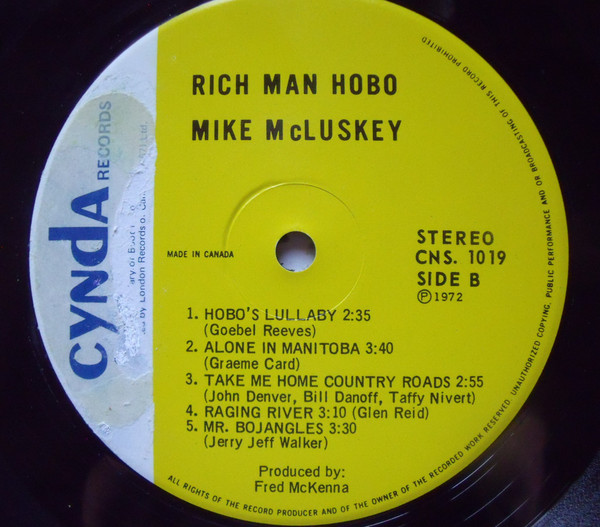 RICH MAN HOBO
MIKE McLUSKEY
CYNDA
RECORDS
MADE IN CANADA
STEREO
CNS. 1019
SIDE B
Ⓟ 1972
1. HOBO'S LULLABY 2:35
(Goebel Reeves)
2. ALONE IN MANITOBA 3:40
(Graeme Card)
3. TAKE ME HOME COUNTRY ROADS 2:55
(John Denver, Bill Danoff, Taffy Nivert)
4. RAGING RIVER 3:10 (Glen Reid)
5. MR. BOJANGLES 3:30
(Jerry Jeff Walker)
Produced by:
Fred McKenna
by London Records of
ALL RIGHTS OF THE RECORD PRODUCER AND OF THE OWNER OF THE RECORDED WORK RESERVED. UNAUTHORIZED COPYING, PUBLIC PERFORMANCE AND OR BROADCASTING OF THIS RECORD PROHIBITED